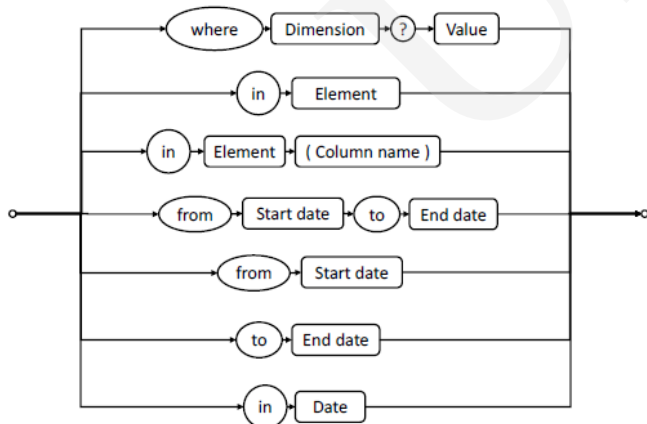 where Dimension ? Value
in Element
in Element ( Column name )
from Start date to End date
from Start date
to End date
in Date